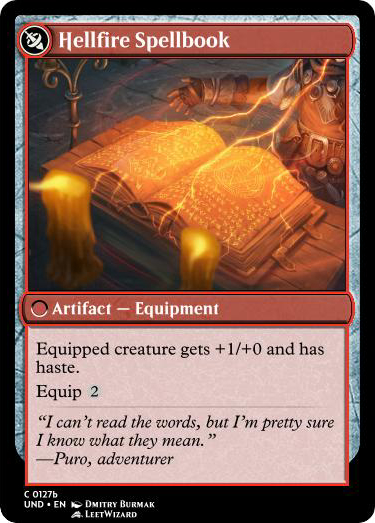 Hellfire Spellbook
Artifact — Equipment
Equipped creature gets +1/+0 and has
haste.
Equip 2
“I can't read the words, but I'm pretty sure
I know what they mean.”
—Puro, adventurer
C 0127b
UND • EN Dmitry Burmak
LeetWizard